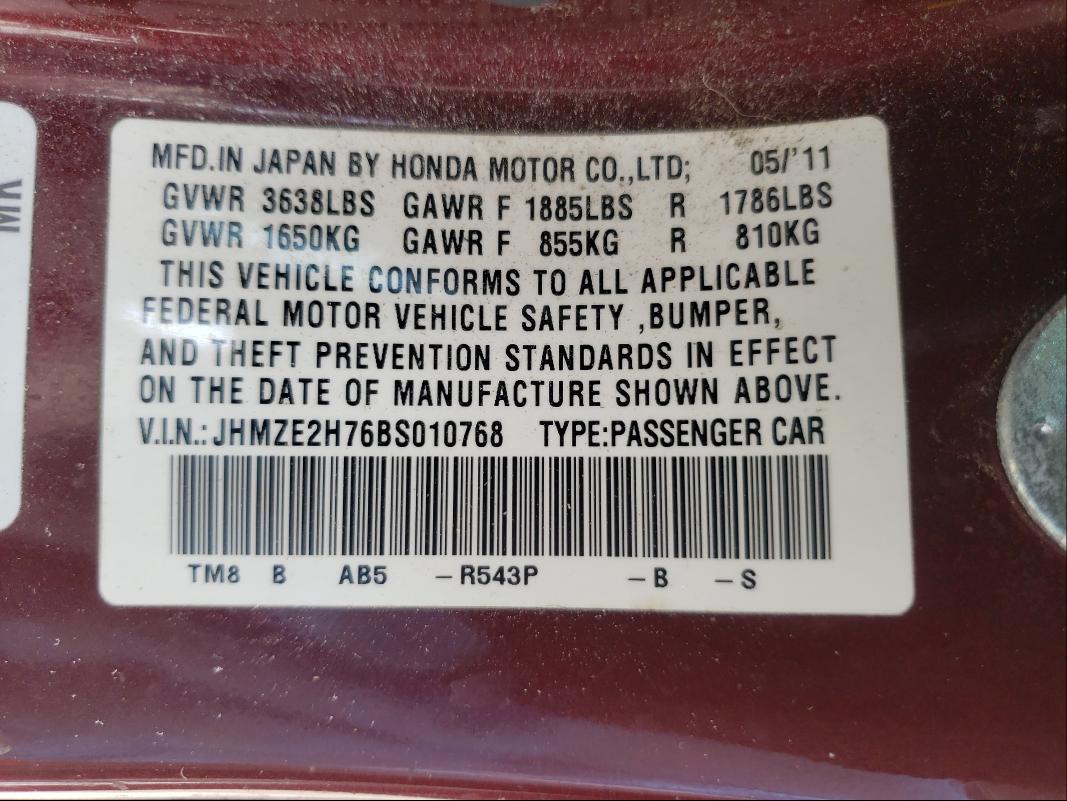 MFD.IN JAPAN BY HONDA MOTOR CO.,LTD; 05/'11
GVWR 3638LBS GAWR F 1885LBS R 1786LBS
GVWR 1650KG GAWR F 855KG R 810KG
THIS VEHICLE CONFORMS TO ALL APPLICABLE
FEDERAL MOTOR VEHICLE SAFETY ,BUMPER,
AND THEFT PREVENTION STANDARDS IN EFFECT
ON THE DATE OF MANUFACTURE SHOWN ABOVE.
V.I.N.: JHMZE2H76BS010768 TYPE:PASSENGER CAR
TM8 B AB5 -R543P -B -S